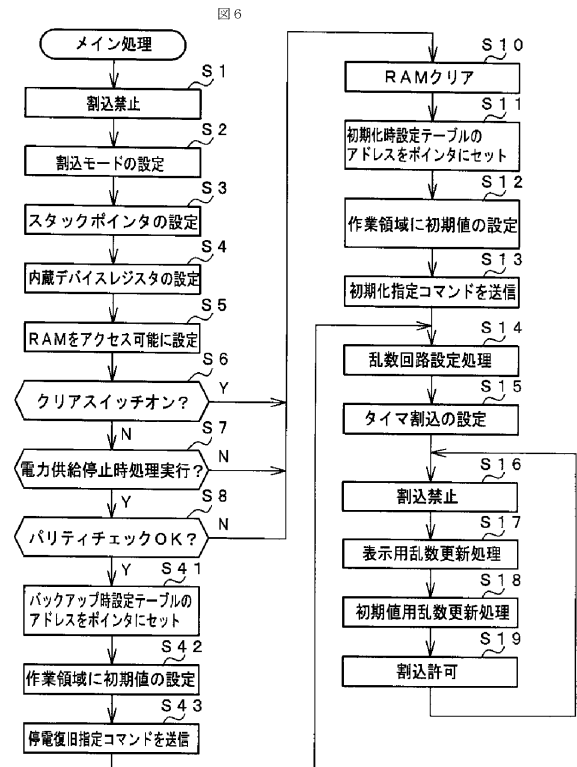 図6
メイン処理
S1
割込禁止
S2
割込モードの設定
S3
スタックポインタの設定
S4
内蔵デバイスレジスタの設定
S5
RAMをアクセス可能に設定
S6
クリアスイッチオン?
Y
N
S7
電力供給停止時処理実行?
N
Y
S8
パリティチェックOK?
N
Y
S41
バックアップ時設定テーブルの
アドレスをポインタにセット
S42
作業領域に初期値の設定
S43
停電復旧指定コマンドを送信
S10
RAMクリア
S11
初期化時設定テーブルの
アドレスをポインタにセット
S12
作業領域に初期値の設定
S13
初期化指定コマンドを送信
S14
乱数回路設定処理
S15
タイマ割込の設定
S16
割込禁止
S17
表示用乱数更新処理
S18
初期値用乱数更新処理
S19
割込許可